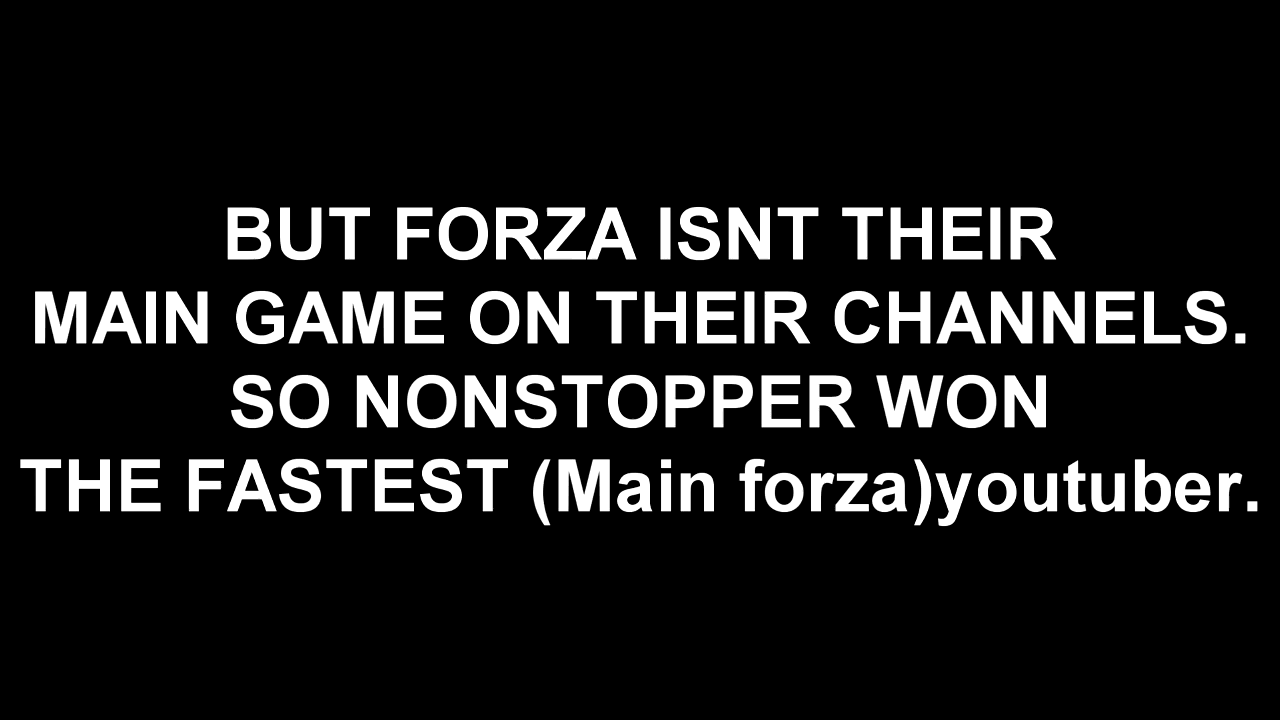 BUT FORZA ISNT THEIR
MAIN GAME ON THEIR CHANNELS.
SO NONSTOPPER WON
THE FASTEST (Main forza)youtuber.